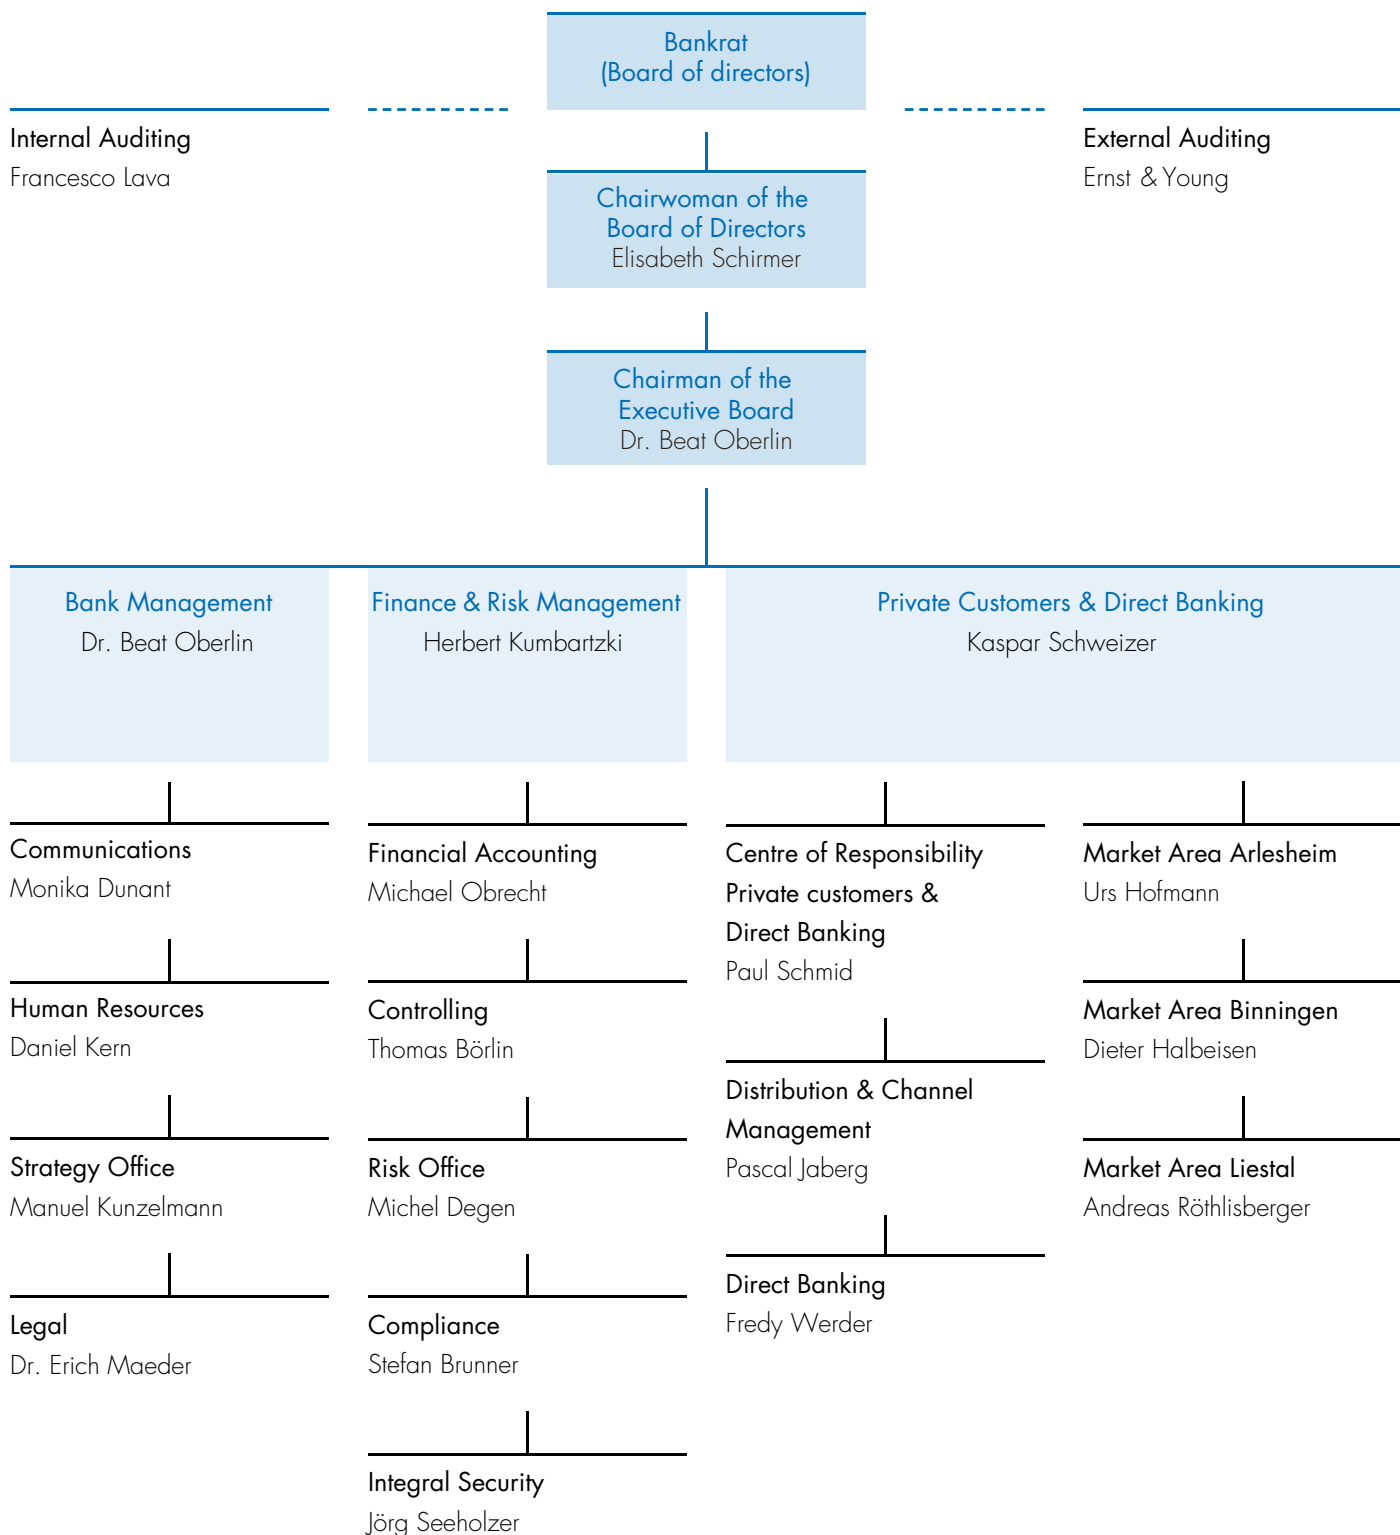 Bankrat
(Board of directors)
Internal Auditing
Francesco Lava
External Auditing
Ernst & Young
Chairwoman of the
Board of Directors
Elisabeth Schirmer
Chairman of the
Executive Board
Dr. Beat Oberlin
Bank Management
Dr. Beat Oberlin
Finance & Risk Management
Herbert Kumbartzki
Private Customers & Direct Banking
Kaspar Schweizer
Communications
Monika Dunant
Human Resources
Daniel Kern
Strategy Office
Manuel Kunzelmann
Legal
Dr. Erich Maeder
Financial Accounting
Michael Obrecht
Controlling
Thomas Börlin
Risk Office
Michel Degen
Compliance
Stefan Brunner
Integral Security
Jörg Seeholzer
Centre of Responsibility
Private customers &
Direct Banking
Paul Schmid
Distribution & Channel
Management
Pascal Jaberg
Direct Banking
Fredy Werder
Market Area Arlesheim
Urs Hofmann
Market Area Binningen
Dieter Halbeisen
Market Area Liestal
Andreas Röthlisberger